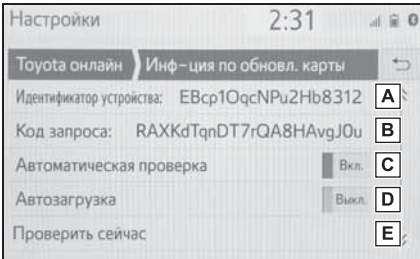 Настройки 2:31
Toyota онлайн Инф-ция по обновл. карты
Идентификатор устройства: EBcp1OqcNPu2Hb8312 A
Код запроса: RAXKdTqnDT7rQA8HAvgJ0u B
Автоматическая проверка Вкл. C
Автозагрузка Выкл. D
Проверить сейчас E